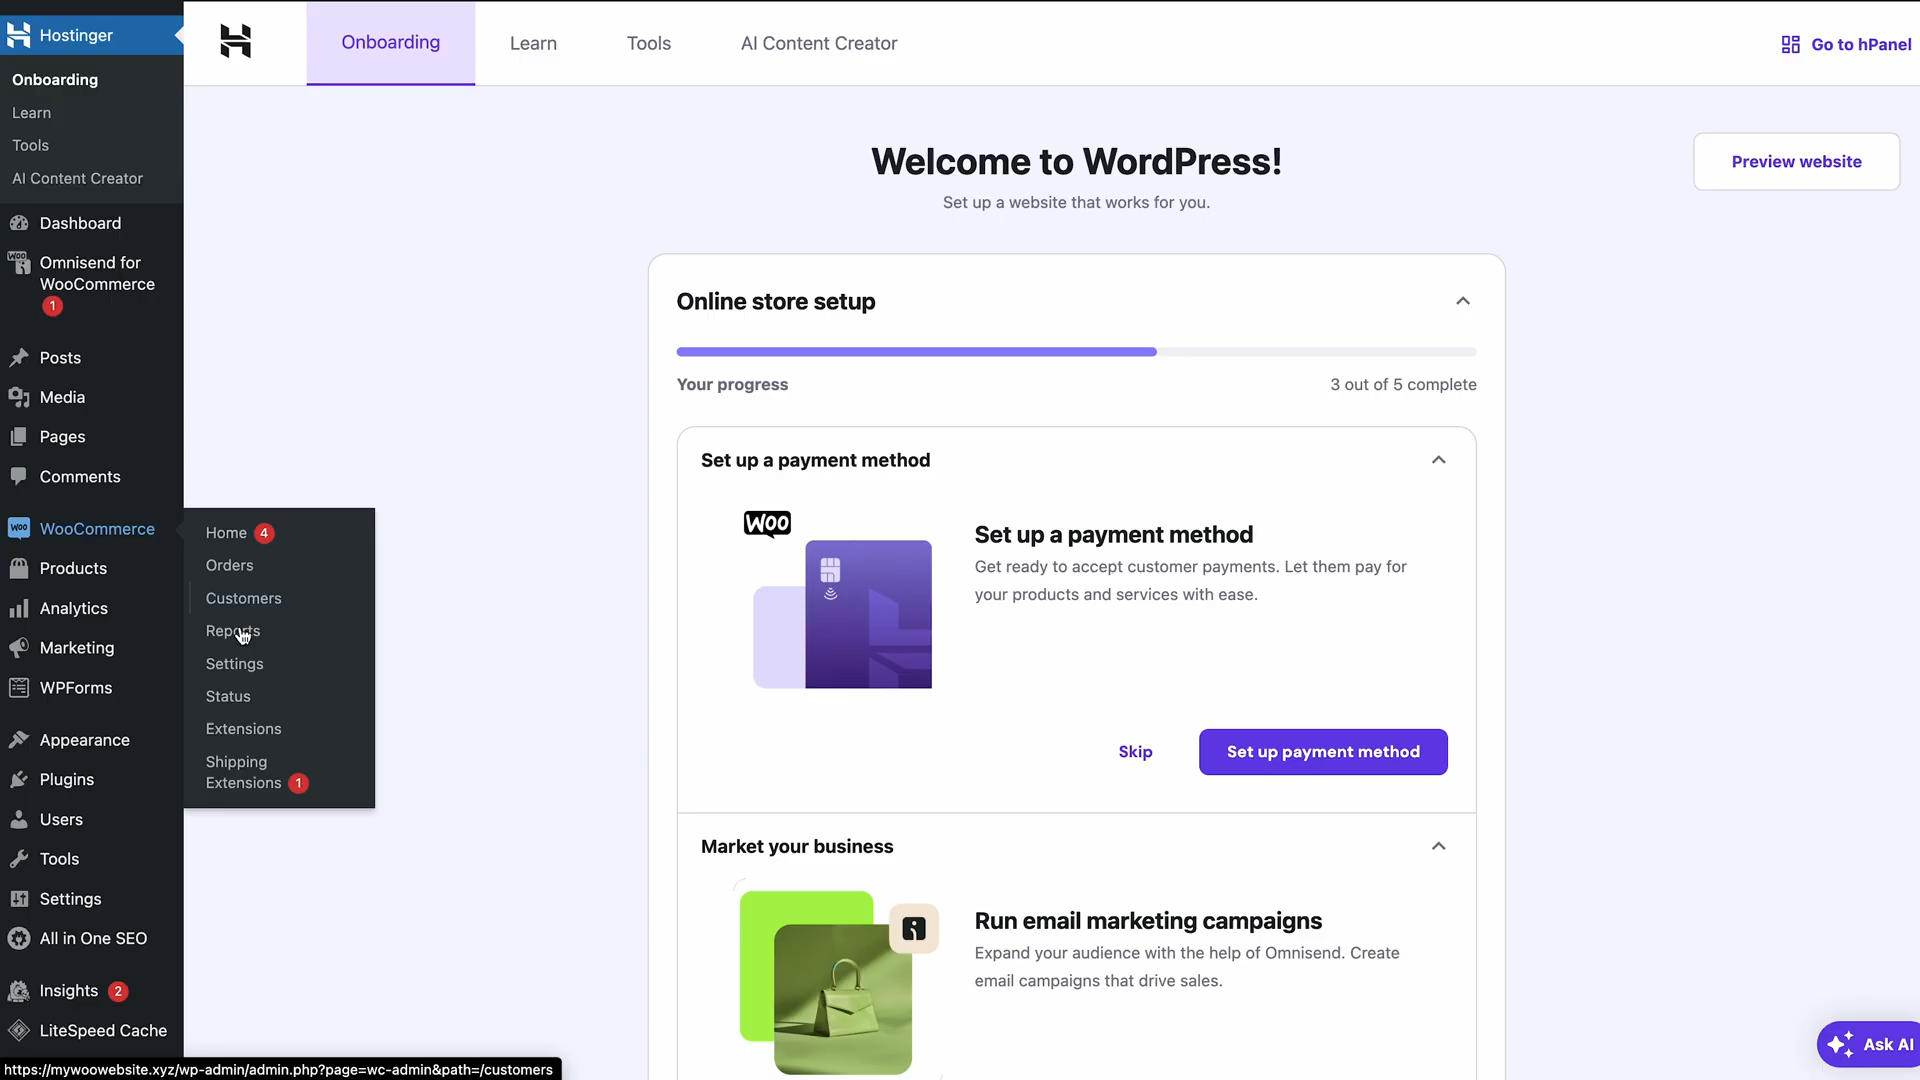 Hostinger
Onboarding
Learn
Tools
AI Content Creator
Go to hPanel
Onboarding
Learn
Tools
AI Content Creator
Dashboard
Omnisend for
WooCommerce
1
Posts
Media
Pages
Comments
WooCommerce
Products
Analytics
Marketing
WPForms
Appearance
Plugins
Users
Tools
Settings
All in One SEO
Insights 2
LiteSpeed Cache
Home 4
Orders
Customers
Reports
Settings
Status
Extensions
Shipping
Extensions 1
Welcome to WordPress!
Set up a website that works for you.
Preview website
Online store setup
Your progress
3 out of 5 complete
Set up a payment method
WOO
Set up a payment method
Get ready to accept customer payments. Let them pay for
your products and services with ease.
Skip
Set up payment method
Market your business
Run email marketing campaigns
Expand your audience with the help of Omnisend. Create
email campaigns that drive sales.
Ask AI
https://mywoowebsite.xyz/wp-admin/admin.php?page=wc-admin&path=/customers